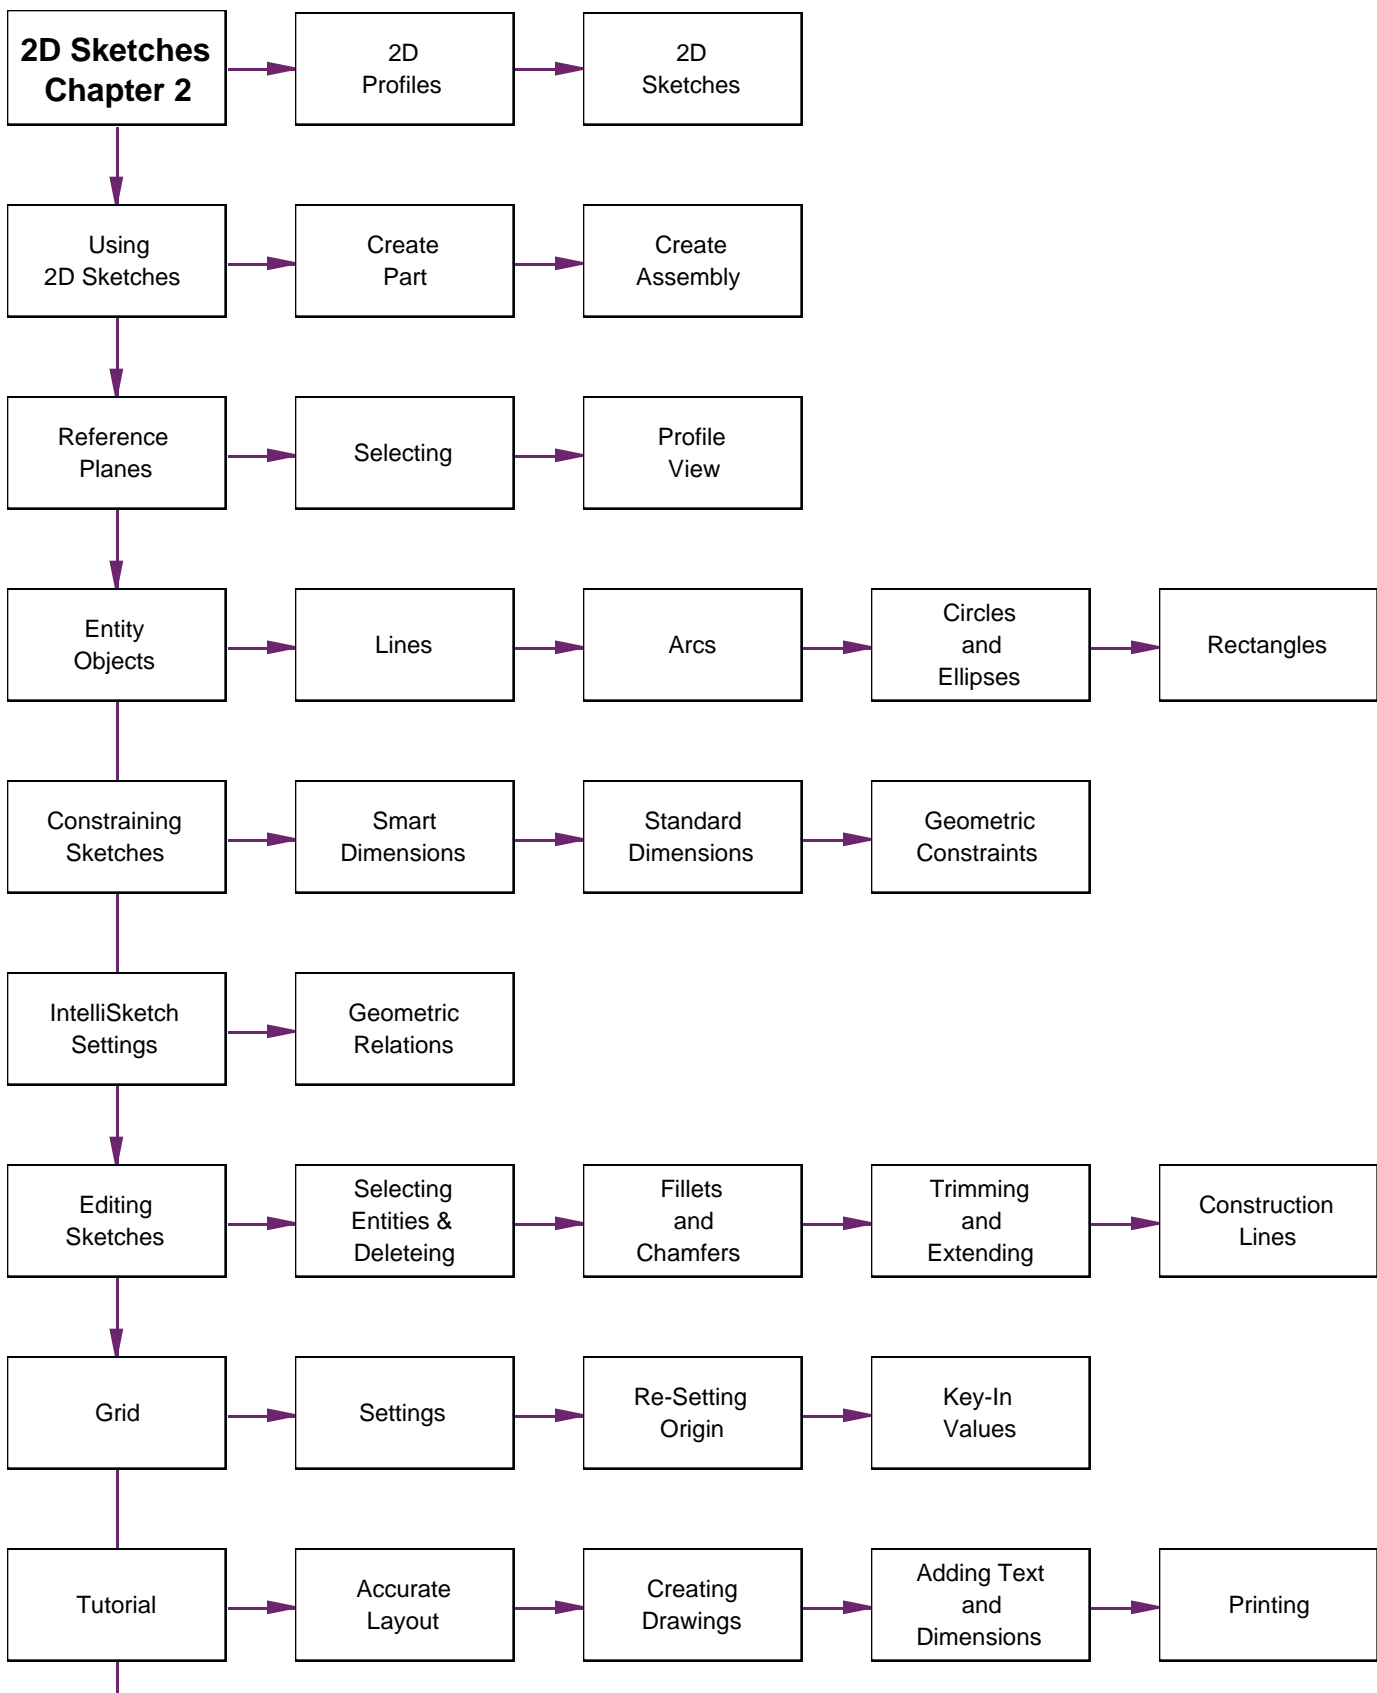 2D Sketches
Chapter 2
2D
Profiles
2D
Sketches
Using
2D Sketches
Create
Part
Create
Assembly
Reference
Planes
Selecting
Profile
View
Entity
Objects
Lines
Arcs
Circles
and
Ellipses
Rectangles
Constraining
Sketches
Smart
Dimensions
Standard
Dimensions
Geometric
Constraints
IntelliSketch
Settings
Geometric
Relations
Editing
Sketches
Selecting
Entities &
Deleteing
Fillets
and
Chamfers
Trimming
and
Extending
Construction
Lines
Grid
Settings
Re-Setting
Origin
Key-In
Values
Tutorial
Accurate
Layout
Creating
Drawings
Adding Text
and
Dimensions
Printing